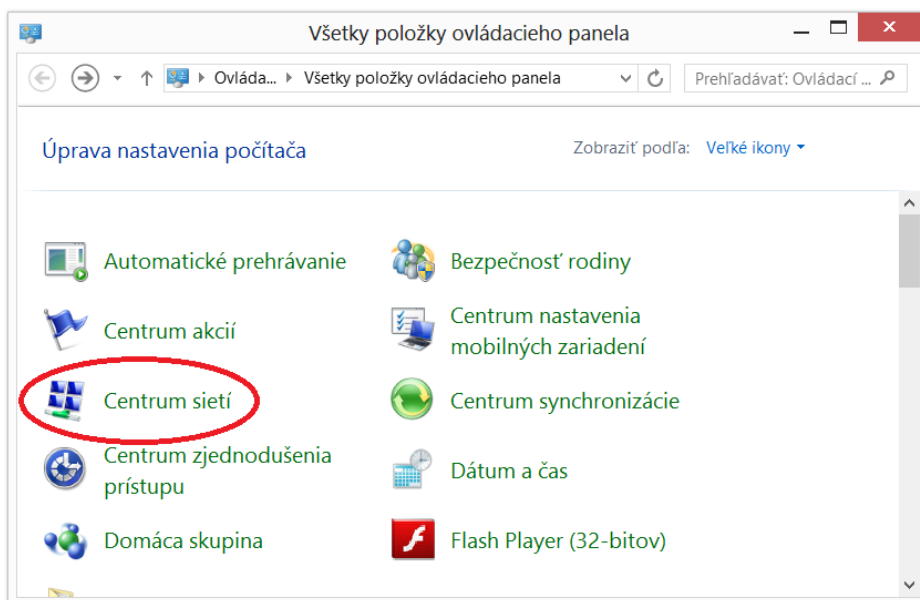 Všetky položky ovládacieho panela
Ovláda... Všetky položky ovládacieho panela
Prehľadávať: Ovládací ...
Úprava nastavenia počítača
Zobraziť podľa: Veľké ikony
Automatické prehrávanie
Bezpečnosť rodiny
Centrum akcií
Centrum nastavenia
mobilných zariadení
Centrum sietí
Centrum synchronizácie
Centrum zjednodušenia
prístupu
Dátum a čas
Domáca skupina
Flash Player (32-bitov)